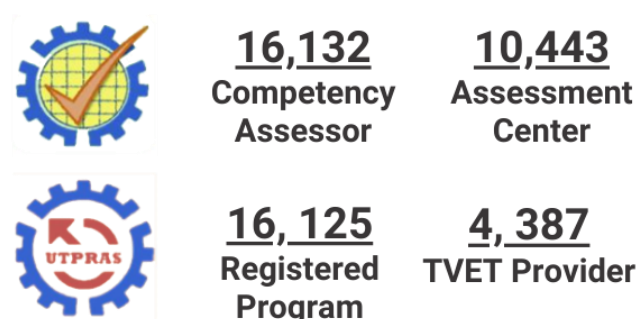 16,132
Competency
Assessor
10,443
Assessment
Center
UTPRAS
16, 125
Registered
Program
4, 387
TVET Provider